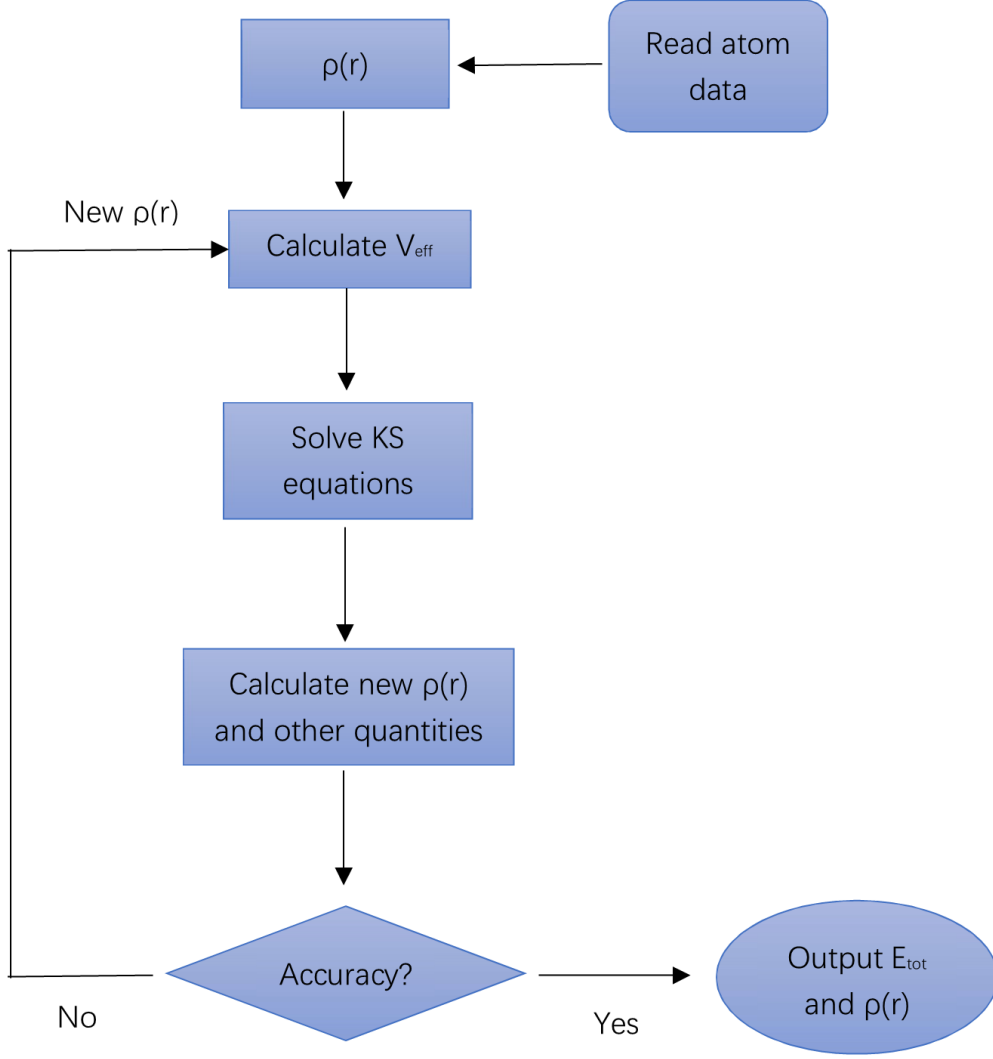 ρ(r)
Read atom
data
New ρ(r)
Calculate Veff
Solve KS
equations
Calculate new ρ(r)
and other quantities
Accuracy?
No
Yes
Output Etot
and ρ(r)